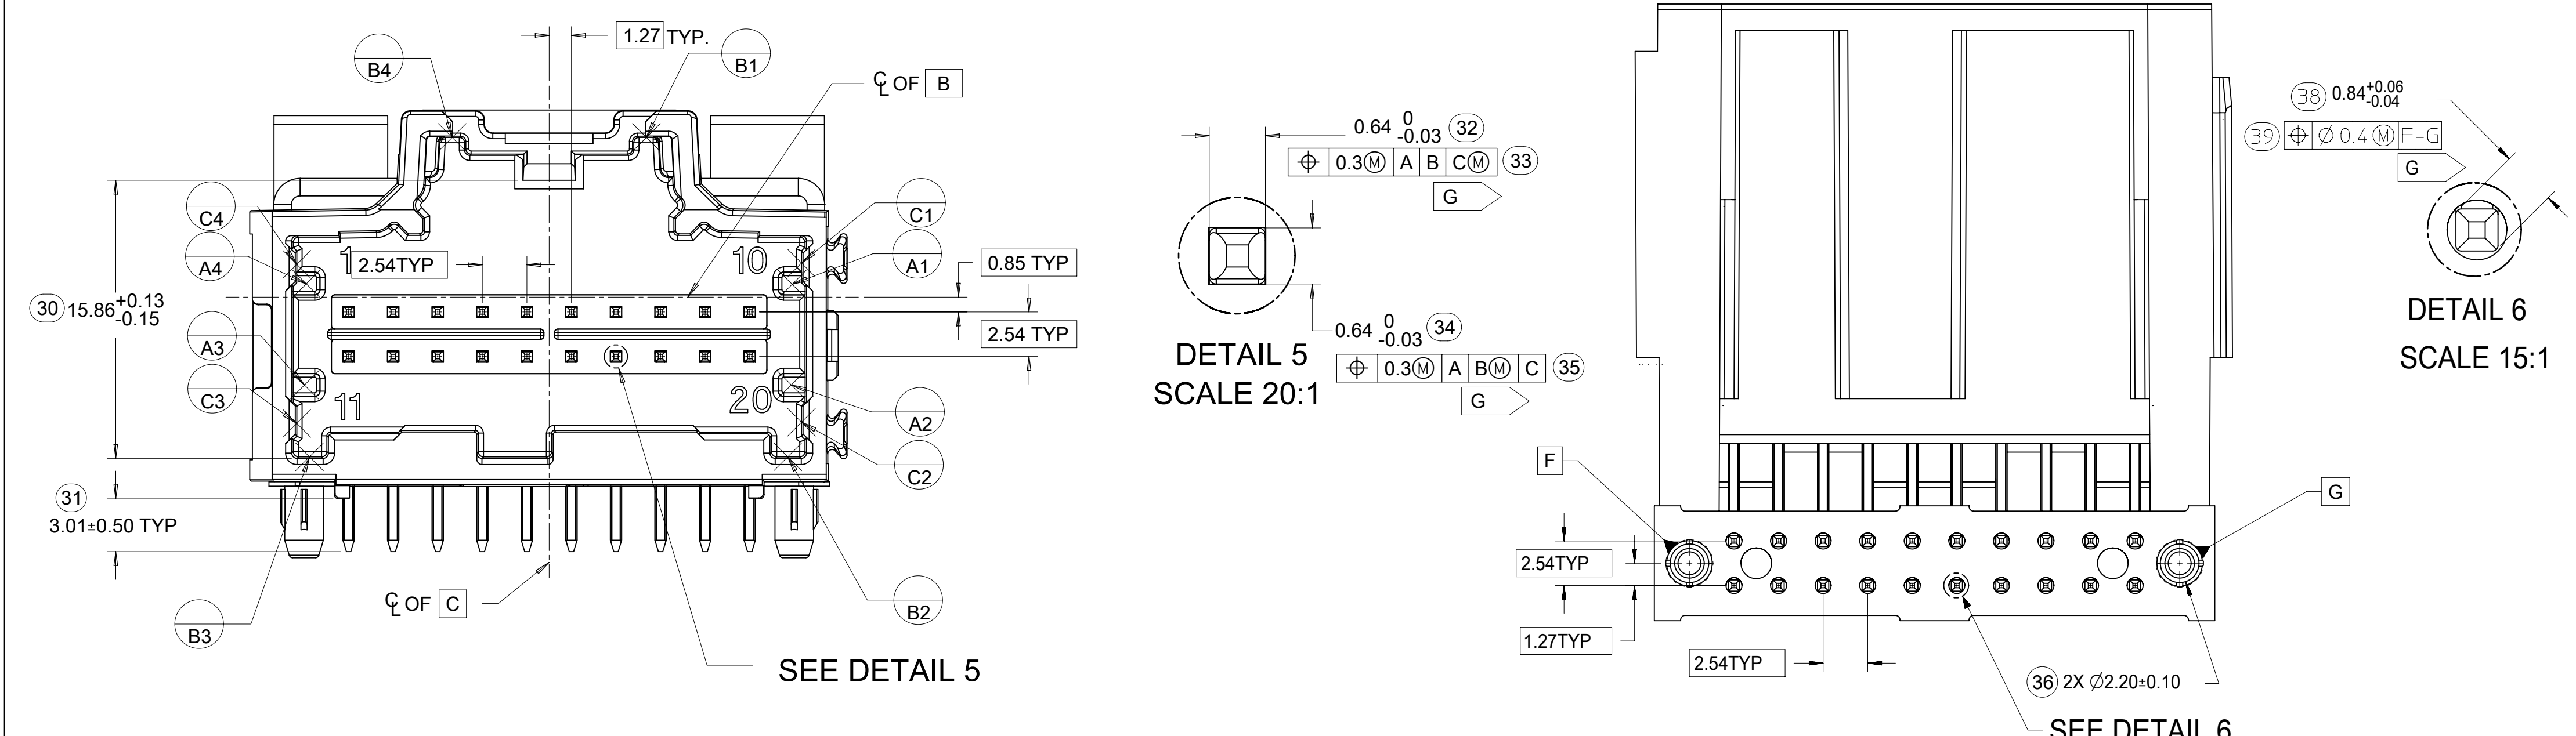 1.27 TYP.
B4
B1
℄ OF B
C4
C1
A4
A1
1
10
2.54TYP
0.85 TYP
30 15.86 +0.13 -0.15
2.54 TYP
A3
C3
11
20
A2
C2
31
3.01±0.50 TYP
℄ OF C
B2
B3
SEE DETAIL 5
0.64 0 -0.03 32
⌖ 0.3Ⓜ A B CⓂ 33
G
0.64 0 -0.03 34
⌖ 0.3Ⓜ A BⓂ C 35
G
DETAIL 5
SCALE 20:1
F
G
2.54TYP
1.27TYP
2.54TYP
36 2X Ø2.20±0.10
SEE DETAIL 6
38 0.84 +0.06 -0.04
39 ⌖ Ø 0.4 Ⓜ F-G
G
DETAIL 6
SCALE 15:1